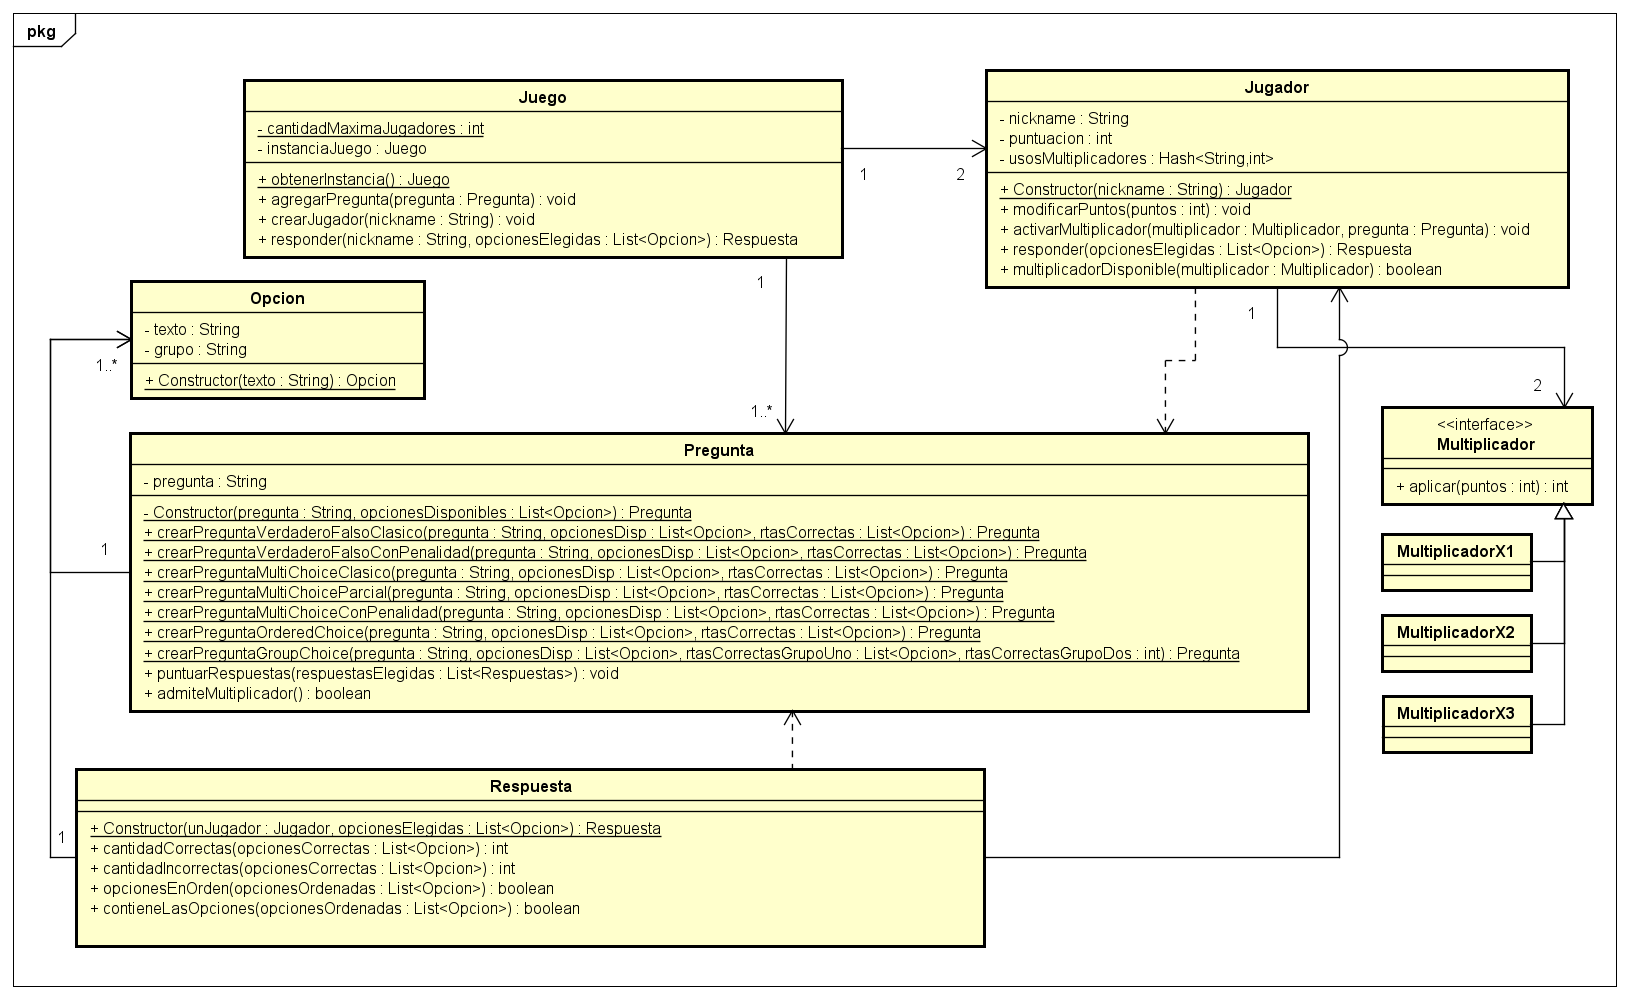 pkg
Juego
- cantidadMaximaJugadores : int
- instanciaJuego : Juego
+ obtenerInstancia() : Juego
+ agregarPregunta(pregunta : Pregunta) : void
+ crearJugador(nickname : String) : void
+ responder(nickname : String, opcionesElegidas : List<Opcion>) : Respuesta
1
2
Jugador
- nickname : String
- puntuacion : int
- usosMultiplicadores : Hash<String,int>
+ Constructor(nickname : String) : Jugador
+ modificarPuntos(puntos : int) : void
+ activarMultiplicador(multiplicador : Multiplicador, pregunta : Pregunta) : void
+ responder(opcionesElegidas : List<Opcion>) : Respuesta
+ multiplicadorDisponible(multiplicador : Multiplicador) : boolean
1
1
Opcion
- texto : String
- grupo : String
+ Constructor(texto : String) : Opcion
1..*
1..*
2
<<interface>>
Multiplicador
+ aplicar(puntos : int) : int
Pregunta
- pregunta : String
- Constructor(pregunta : String, opcionesDisponibles : List<Opcion>) : Pregunta
+ crearPreguntaVerdaderoFalsoClasico(pregunta : String, opcionesDisp : List<Opcion>, rtasCorrectas : List<Opcion>) : Pregunta
+ crearPreguntaVerdaderoFalsoConPenalidad(pregunta : String, opcionesDisp : List<Opcion>, rtasCorrectas : List<Opcion>) : Pregunta
+ crearPreguntaMultiChoiceClasico(pregunta : String, opcionesDisp : List<Opcion>, rtasCorrectas : List<Opcion>) : Pregunta
+ crearPreguntaMultiChoiceParcial(pregunta : String, opcionesDisp : List<Opcion>, rtasCorrectas : List<Opcion>) : Pregunta
+ crearPreguntaMultiChoiceConPenalidad(pregunta : String, opcionesDisp : List<Opcion>, rtasCorrectas : List<Opcion>) : Pregunta
+ crearPreguntaOrderedChoice(pregunta : String, opcionesDisp : List<Opcion>, rtasCorrectas : List<Opcion>) : Pregunta
+ crearPreguntaGroupChoice(pregunta : String, opcionesDisp : List<Opcion>, rtasCorrectasGrupoUno : List<Opcion>, rtasCorrectasGrupoDos : int) : Pregunta
+ puntuarRespuestas(respuestasElegidas : List<Respuestas>) : void
+ admiteMultiplicador() : boolean
1
MultiplicadorX1
MultiplicadorX2
MultiplicadorX3
Respuesta
+ Constructor(unJugador : Jugador, opcionesElegidas : List<Opcion>) : Respuesta
+ cantidadCorrectas(opcionesCorrectas : List<Opcion>) : int
+ cantidadIncorrectas(opcionesCorrectas : List<Opcion>) : int
+ opcionesEnOrden(opcionesOrdenadas : List<Opcion>) : boolean
+ contieneLasOpciones(opcionesOrdenadas : List<Opcion>) : boolean
1